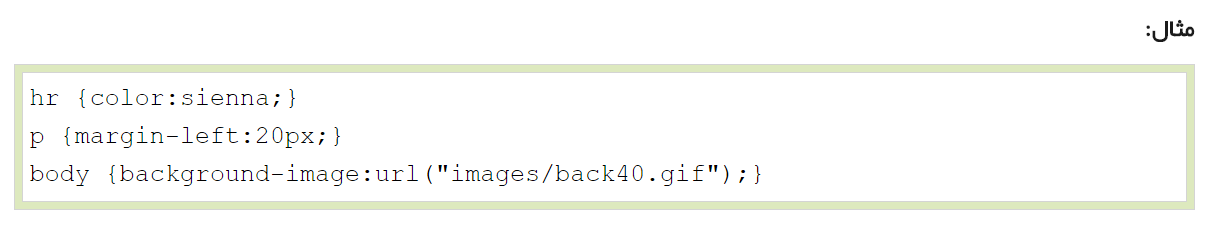 مثال:
hr {color:sienna;}
p {margin-left:20px;}
body {background-image:url("images/back40.gif");}